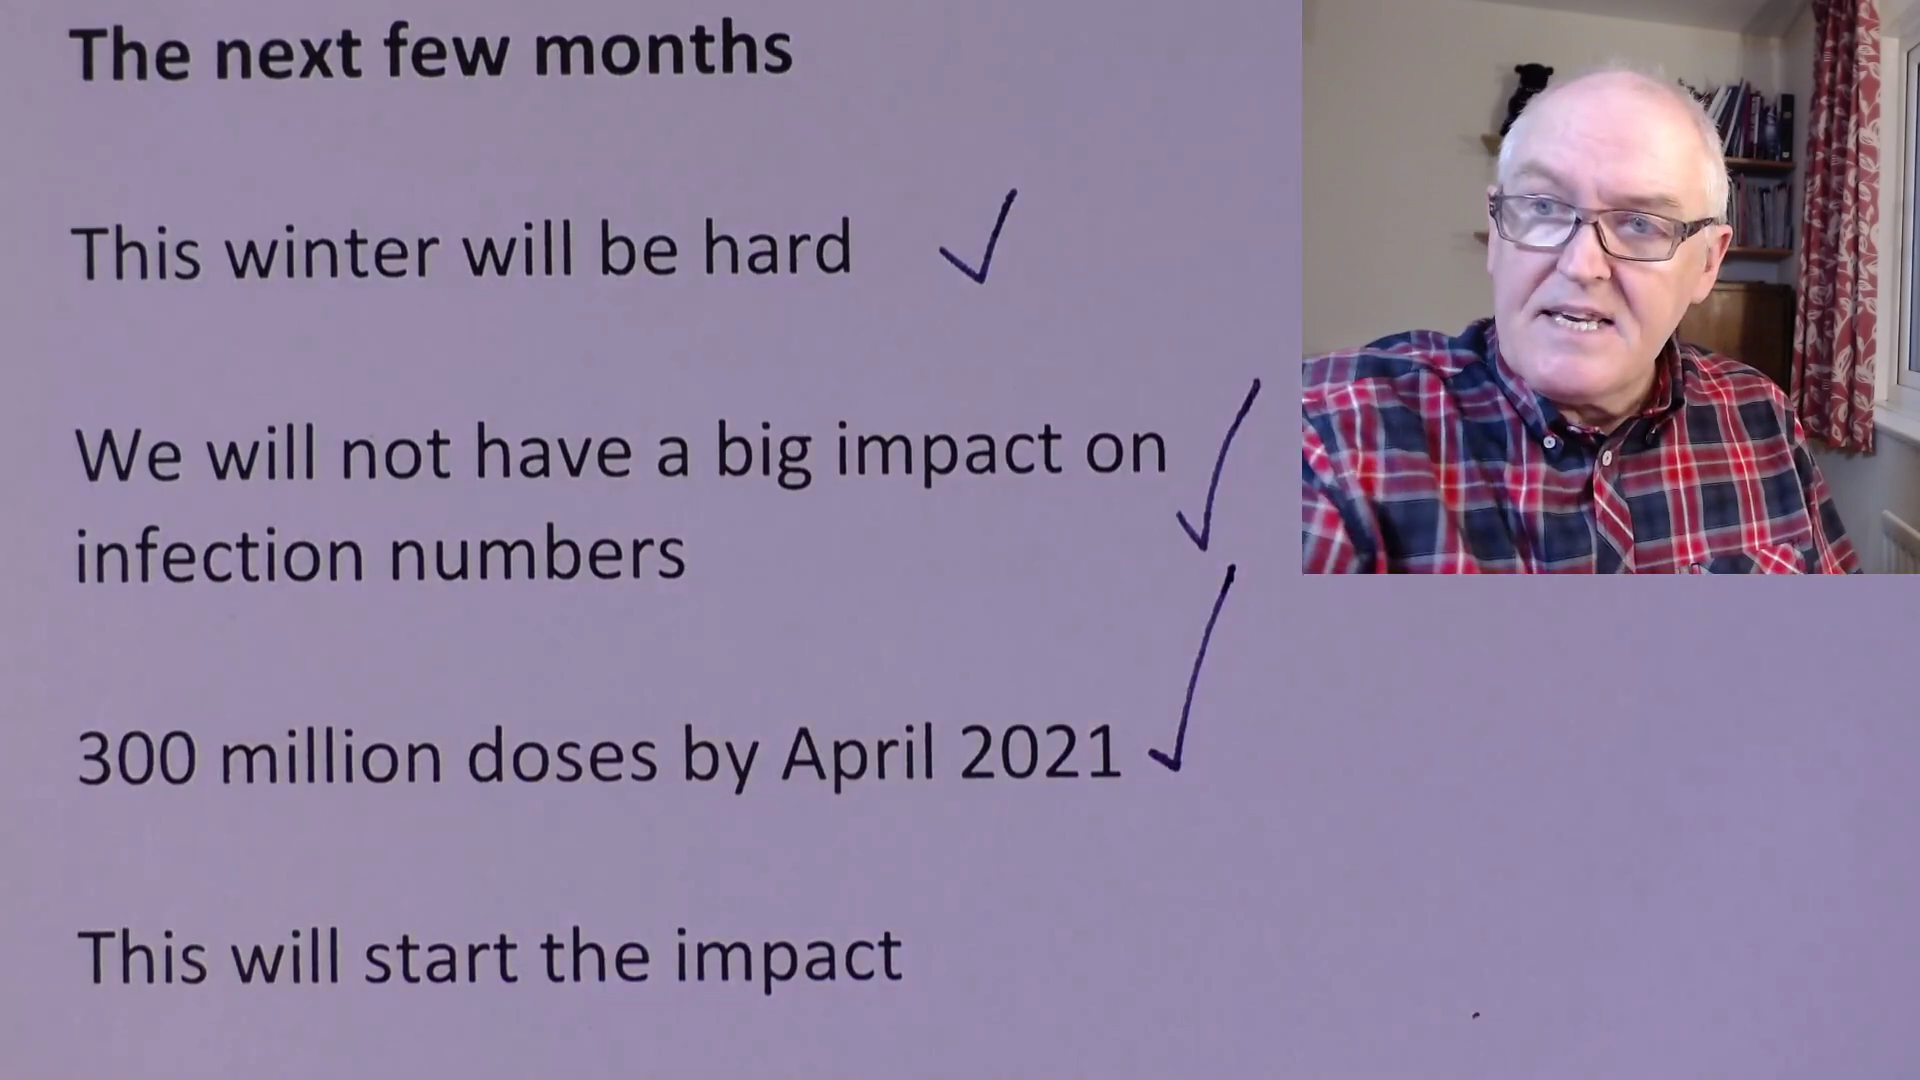 The next few months
This winter will be hard
We will not have a big impact on
infection numbers
300 million doses by April 2021
This will start the impact